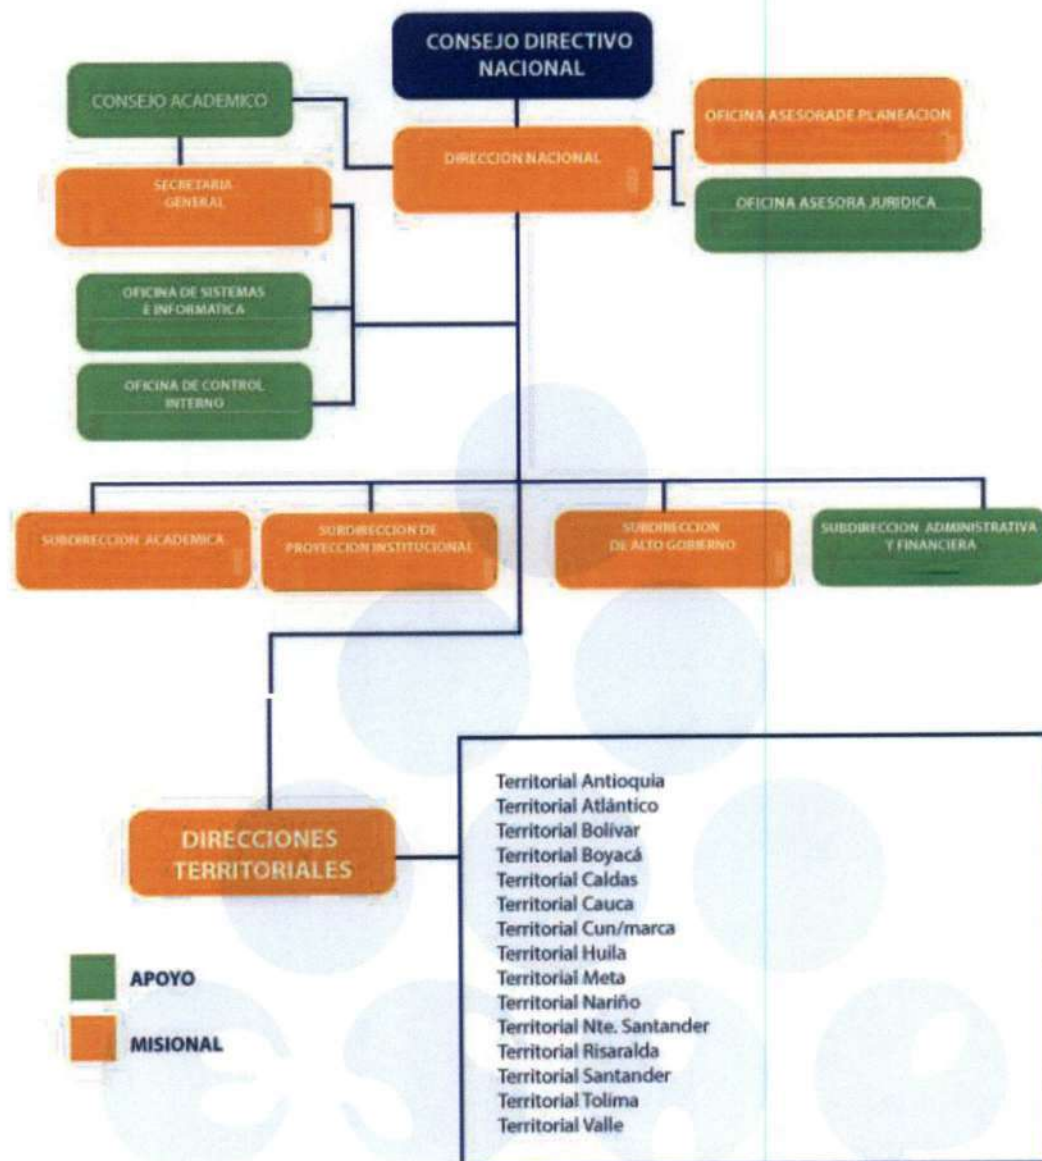 CONSEJO DIRECTIVO
NACIONAL
CONSEJO ACADEMICO
DIRECCION NACIONAL
OFICINA ASESORADE PLANEACION
SECRETARIA
GENERAL
OFICINA ASESORA JURIDICA
OFICINA DE SISTEMAS
E INFORMATICA
OFICINA DE CONTROL
INTERNO
SUBDIRECCION ACADEMICA
SUBDIRECCION DE
PROYECCION INSTITUCIONAL
SUBDIRECCION
DE ALTO GOBIERNO
SUBDIRECCION ADMINISTRATIVA
Y FINANCIERA
DIRECCIONES
TERRITORIALES
Territorial Antioquia
Territorial Atlántico
Territorial Bolívar
Territorial Boyacá
Territorial Caldas
Territorial Cauca
Territorial Cun/marca
Territorial Huila
Territorial Meta
Territorial Nariño
Territorial Nte. Santander
Territorial Risaralda
Territorial Santander
Territorial Tolima
Territorial Valle
APOYO
MISIONAL
esap